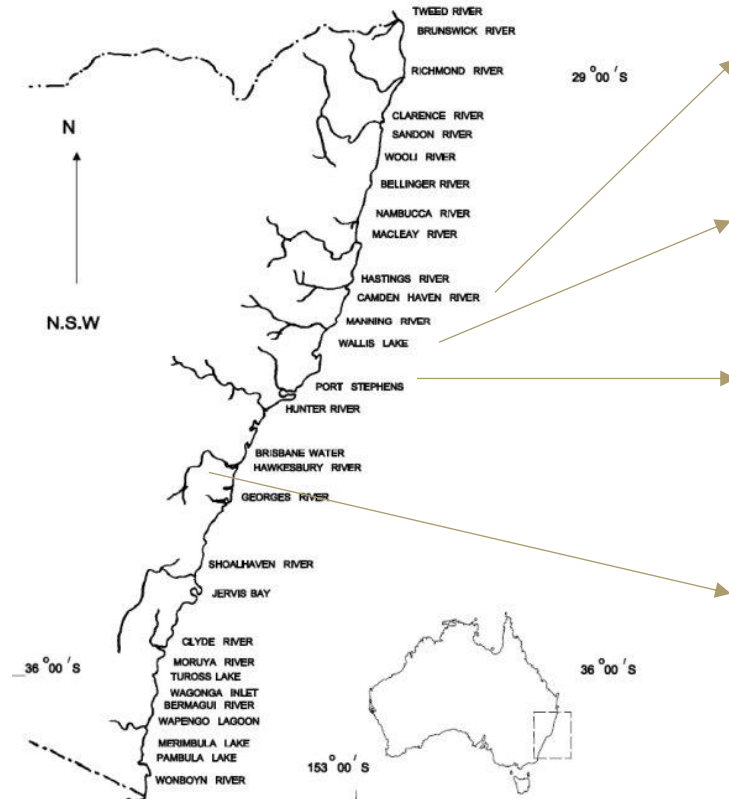 TWEED RIVER
BRUNSWICK RIVER
RICHMOND RIVER
29°00'S
CLARENCE RIVER
N
SANDON RIVER
WOOLI RIVER
BELLINGER RIVER
NAMBUCCA RIVER
MACLEAY RIVER
HASTINGS RIVER
CAMDEN HAVEN RIVER
N.S.W
MANNING RIVER
WALLIS LAKE
PORT STEPHENS
HUNTER RIVER
BRISBANE WATER
HAWKESBURY RIVER
GEORGES RIVER
SHOALHAVEN RIVER
JERVIS BAY
CLYDE RIVER
36°00'S
MORUYA RIVER
36°00'S
TUROSS LAKE
WAGONGA INLET
BERMAGUI RIVER
WAPENGO LAGOON
MERIMBULA LAKE
PAMBULA LAKE
153°00'S
WONBOYN RIVER